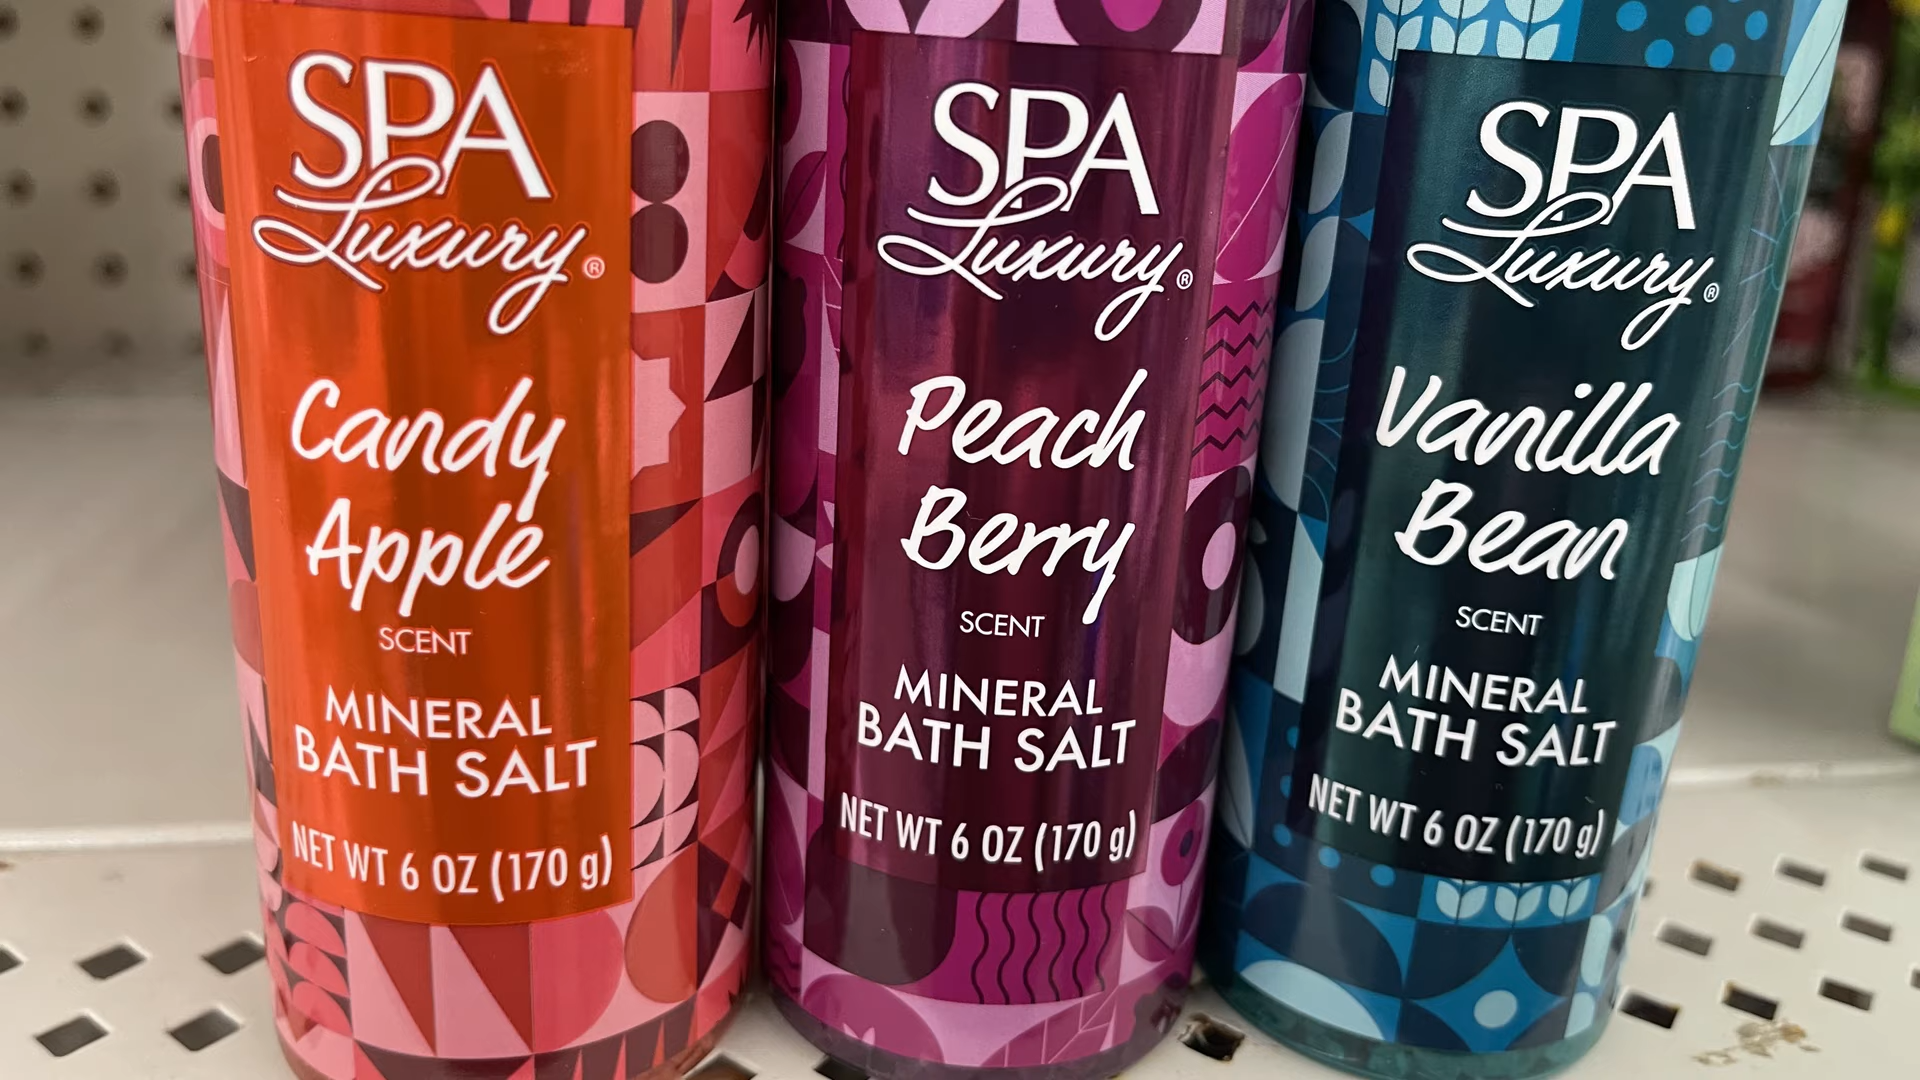 SPA
Luxury®
Candy
Apple
SCENT
MINERAL
BATH SALT
NET WT 6 OZ (170 g)
SPA
Luxury®
Peach
Berry
SCENT
MINERAL
BATH SALT
NET WT 6 OZ (170 g)
SPA
Luxury®
Vanilla
Bean
SCENT
MINERAL
BATH SALT
NET WT 6 OZ (170 g)